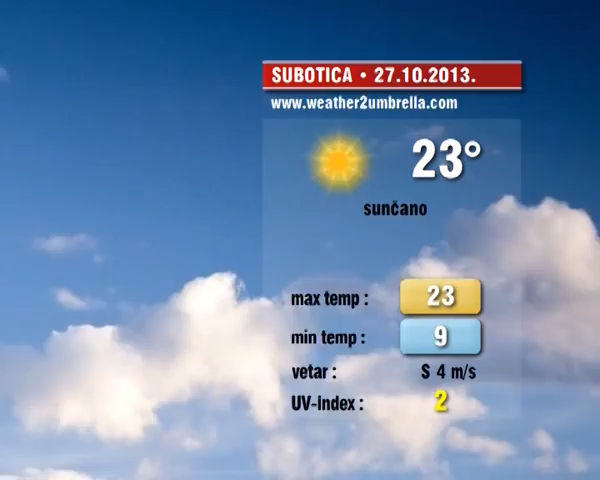 SUBOTICA • 27.10.2013.
www.weather2umbrella.com
23°
sunčano
max temp : 23
min temp : 9
vetar : S 4 m/s
UV-index : 2